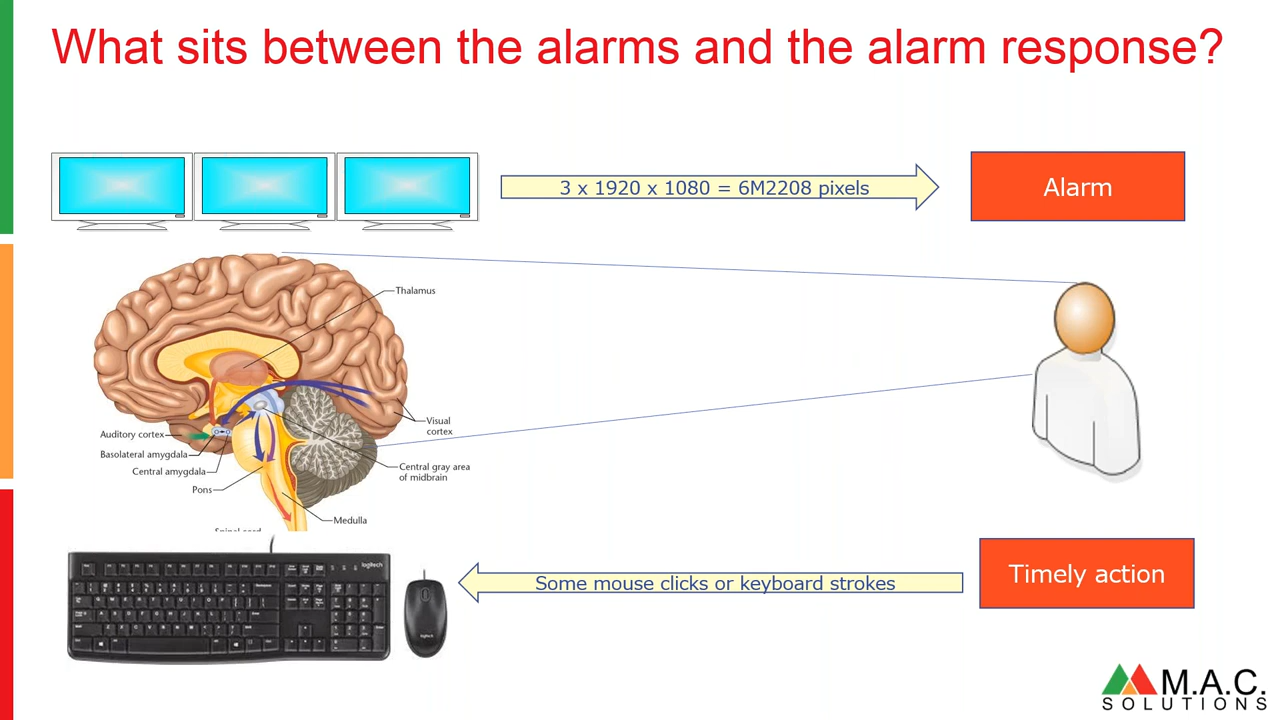 What sits between the alarms and the alarm response?
3 x 1920 x 1080 = 6M2208 pixels
Alarm
Thalamus
Visual
cortex
Auditory cortex
Basolateral amygdala
Central amygdala
Central gray area
of midbrain
Pons
Medulla
logitech
logitech
Some mouse clicks or keyboard strokes
Timely action
M.A.C.
SOLUTIONS